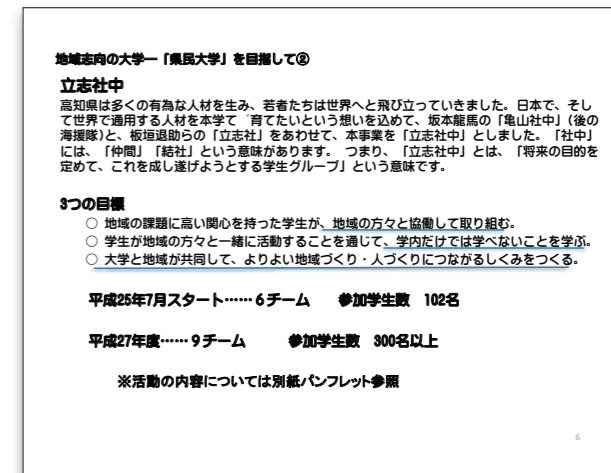 地域志向の大学―「県民大学」を目指して②
立志社中
高知県は多くの有為な人材を生み、若者たちは世界へと飛び立っていきました。日本で、そし
て世界で通用する人材を本学で゛育てたいという想いを込めて、坂本龍馬の「亀山社中」(後の
海援隊)と、板垣退助らの「立志社」をあわせて、本事業を「立志社中」としました。「社中」
には、「仲間」「結社」という意味があります。 つまり、「立志社中」とは、「将来の目的を
定めて、これを成し遂げようとする学生グループ」という意味です。
3つの目標
○ 地域の課題に高い関心を持った学生が、地域の方々と協働して取り組む。
○ 学生が地域の方々と一緒に活動することを通じて、学内だけでは学べないことを学ぶ。
○ 大学と地域が共同して、よりよい地域づくり・人づくりにつながるしくみをつくる。
平成25年7月スタート……6チーム 参加学生数 102名
平成27年度……9チーム 参加学生数 300名以上
※活動の内容については別紙パンフレット参照
6